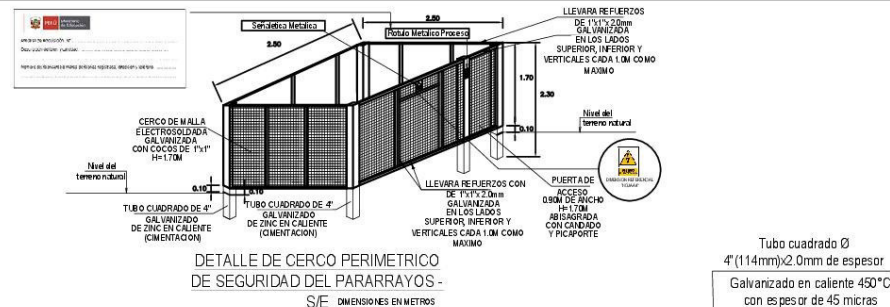 PERÚ
Ministerio de Educación
Señaletica Metalica
2.50
Rotulo Metalico Proceso
2.50
LLEVARA REFUERZOS
DE 1"x1"x 2.0mm
GALVANIZADA
EN LOS LADOS
SUPERIOR, INFERIOR Y
VERTICALES CADA 1.0M COMO
MAXIMO
1.70
2.30
0.10
Nivel del
terreno natural
CERCO DE MALLA
ELECTROSOLDADA
GALVANIZADA
CON COCOS DE 1"x1"
H=1.70M
Nivel del
terreno natural
0.10
0.10
TUBO CUADRADO DE 4"
GALVANIZADO
DE ZINC EN CALIENTE
(CIMENTACION)
TUBO CUADRADO DE 4"
GALVANIZADO
DE ZINC EN CALIENTE
(CIMENTACION)
LLEVARA REFUERZOS CON
DE 1"x1"x2.0mm
GALVANIZADA
EN LOS LADOS
SUPERIOR, INFERIOR Y
VERTICALES CADA 1.0M COMO
MAXIMO
PUERTA DE
ACCESO
0.90M DE ANCHO
H=1.70M
ABISAGRADA
CON CANDADO
Y PICAPORTE
DETALLE DE CERCO PERIMETRICO
DE SEGURIDAD DEL PARARRAYOS -
S/E DIMENSIONES EN METROS
Tubo cuadrado Ø
4"(114mm)x2.0mm de espesor
Galvanizado en caliente 450°C
con espesor de 45 micras